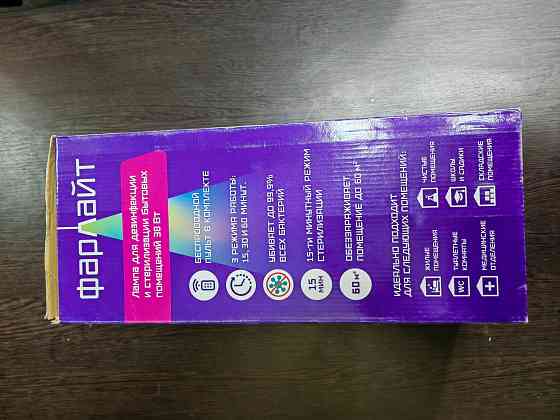 фарлайт
Лампа для дезинфекции
и стерилизации бытовых
помещений 38 Вт
БЕСПРОВОДНОЙ
ПУЛЬТ В КОМПЛЕКТЕ
3 РЕЖИМА РАБОТЫ:
15, 30 И 60 МИНУТ.
УБИВАЕТ ДО 99,9%
ВСЕХ БАКТЕРИЙ
15
МИН
15-ТИ МИНУТНЫЙ РЕЖИМ
СТЕРИЛИЗАЦИИ
60 м²
ОБЕЗЗАРАЖИВАЕТ
ПОМЕЩЕНИЕ ДО 60 м²
ИДЕАЛЬНО ПОДХОДИТ
ДЛЯ СЛЕДУЮЩИХ ПОМЕЩЕНИЙ:
ЖИЛЫЕ
ПОМЕЩЕНИЯ
ЧИСТЫЕ
ПОМЕЩЕНИЯ
WC
ТУАЛЕТНЫЕ
КОМНАТЫ
ШКОЛЫ
И САДИКИ
МЕДИЦИНСКИЕ
ОТДЕЛЕНИЯ
СКЛАДСКИЕ
ПОМЕЩЕНИЯ